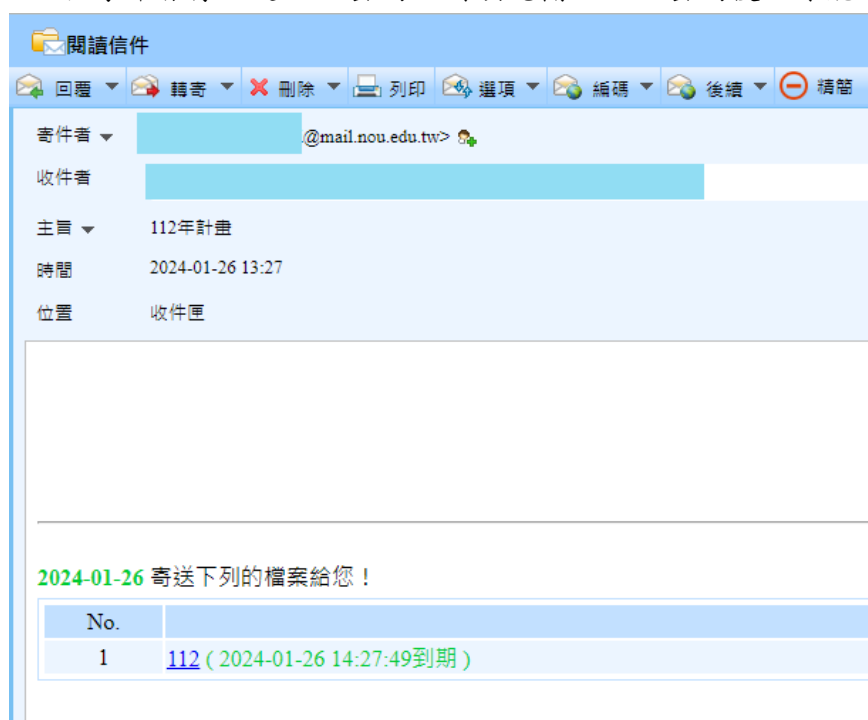 閱讀信件
回覆 轉寄 刪除 列印 選項 編碼 後續 精簡
寄件者 @mail.nou.edu.tw>
收件者
主旨 112年計畫
時間 2024-01-26 13:27
位置 收件匣
2024-01-26 寄送下列的檔案給您！
No.
1 112 ( 2024-01-26 14:27:49到期 )